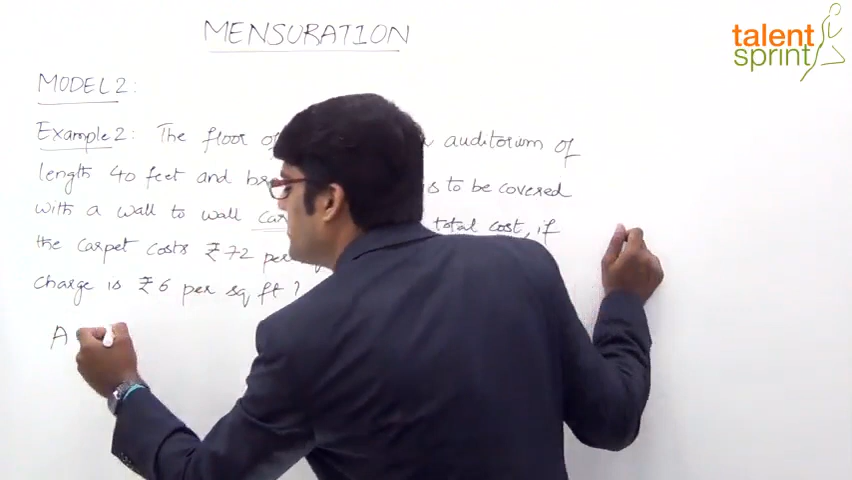 MENSURATION
talent
sprint
MODEL 2:
Example 2: The floor of auditorium of
length 40 feet and is to be covered
with a wall to wall total cost, if
the carpet costs ₹72 per
charge is ₹6 per sq ft?
A